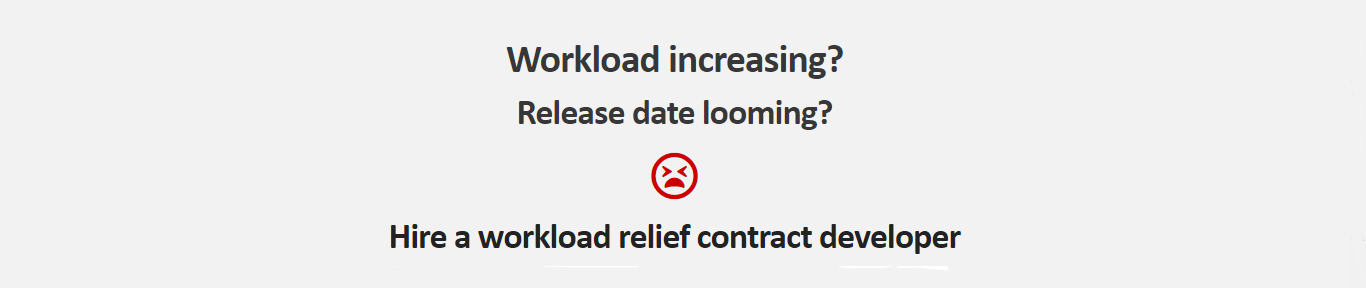 Workload increasing?
Release date looming?
Hire a workload relief contract developer